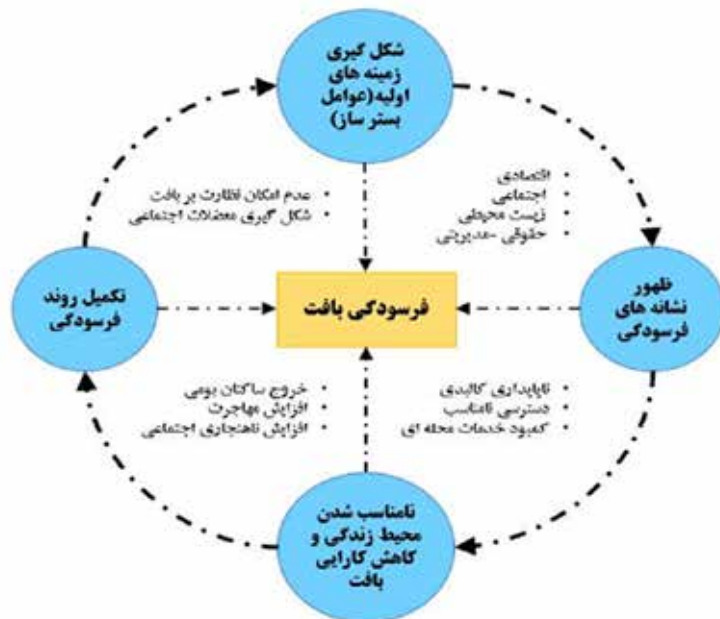 شکل گیری
زمینه های
اولیه(عوامل
بستر ساز)
اقتصادی
اجتماعی
زیست محیطی
حقوقی -مدیریتی
عدم امکان نظارت بر بافت
شکل گیری معضلات اجتماعی
ظهور
نشانه های
فرسودگی
فرسودگی بافت
تکمیل روند
فرسودگی
ناپایداری کالبدی
دسترسی نامناسب
کمبود خدمات محله ای
خروج ساکنان بومی
افزایش مهاجرت
افزایش ناهنجاری اجتماعی
نامناسب شدن
محیط زندگی و
کاهش کارایی
بافت